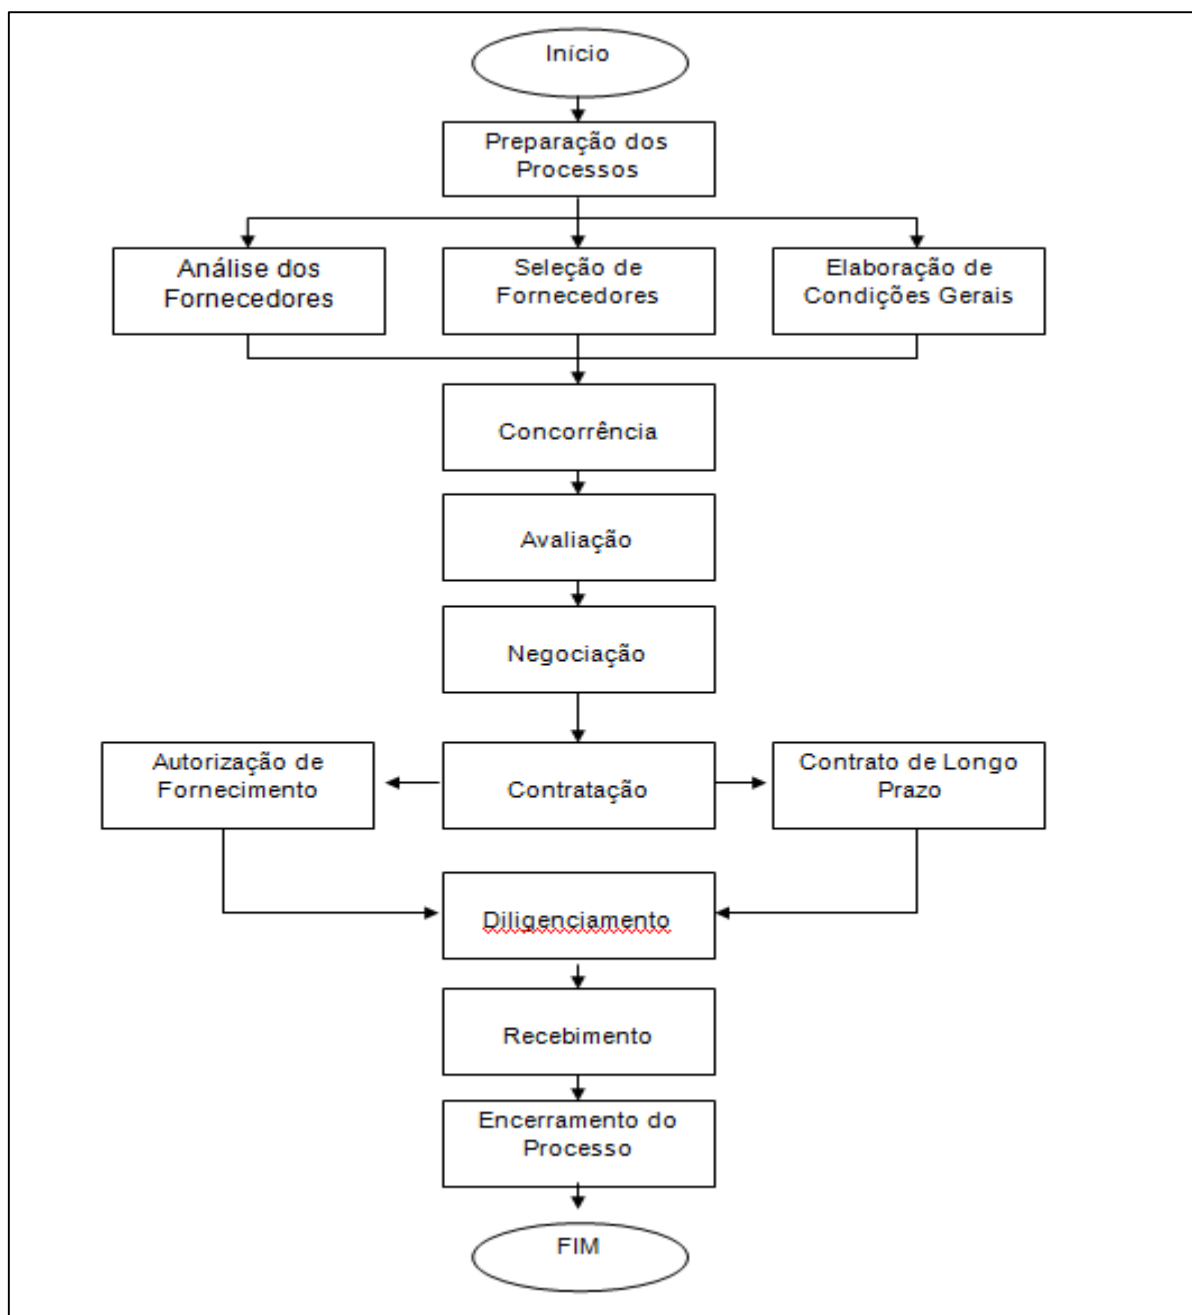 Início
Preparação dos
Processos
Análise dos
Fornecedores
Seleção de
Fornecedores
Elaboração de
Condições Gerais
Concorrência
Avaliação
Negociação
Autorização de
Fornecimento
Contratação
Contrato de Longo
Prazo
Diligenciamento
Recebimento
Encerramento do
Processo
FIM